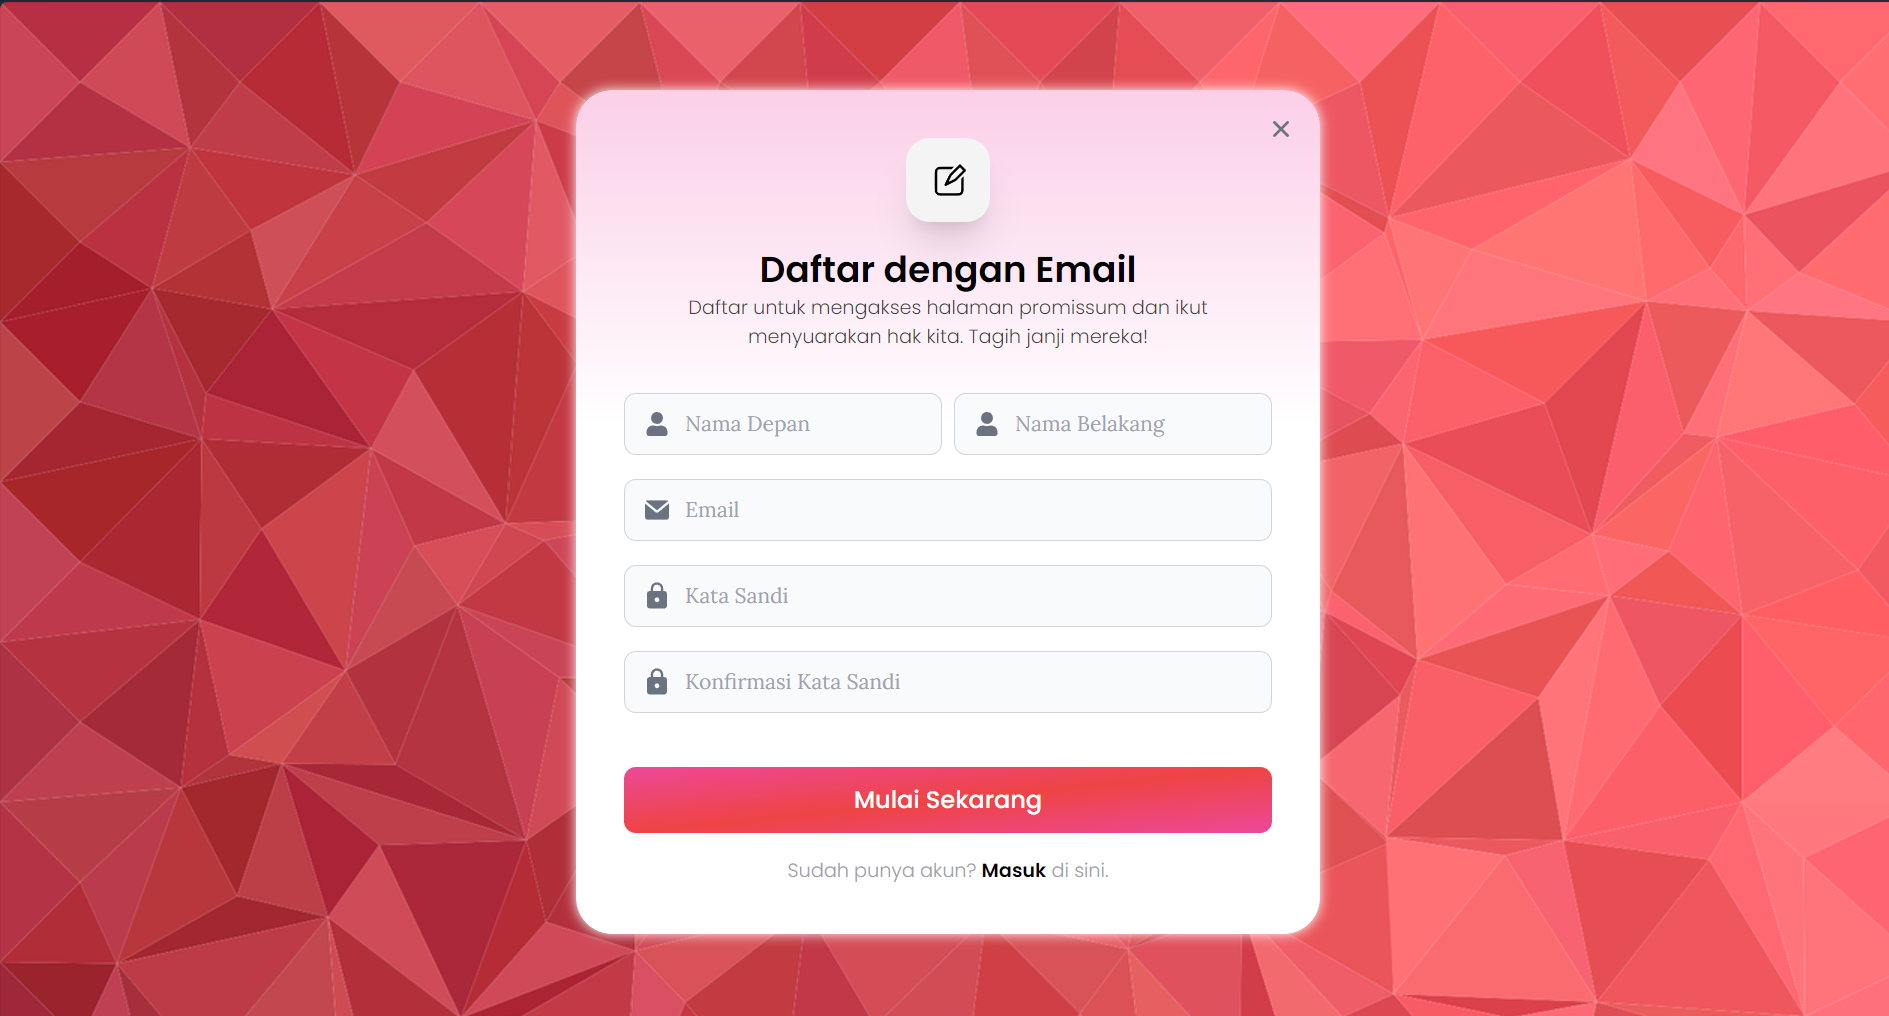 Daftar dengan Email
Daftar untuk mengakses halaman promissum dan ikut
menyuarakan hak kita. Tagih janji mereka!
Nama Depan
Nama Belakang
Email
Kata Sandi
Konfirmasi Kata Sandi
Mulai Sekarang
Sudah punya akun? Masuk di sini.